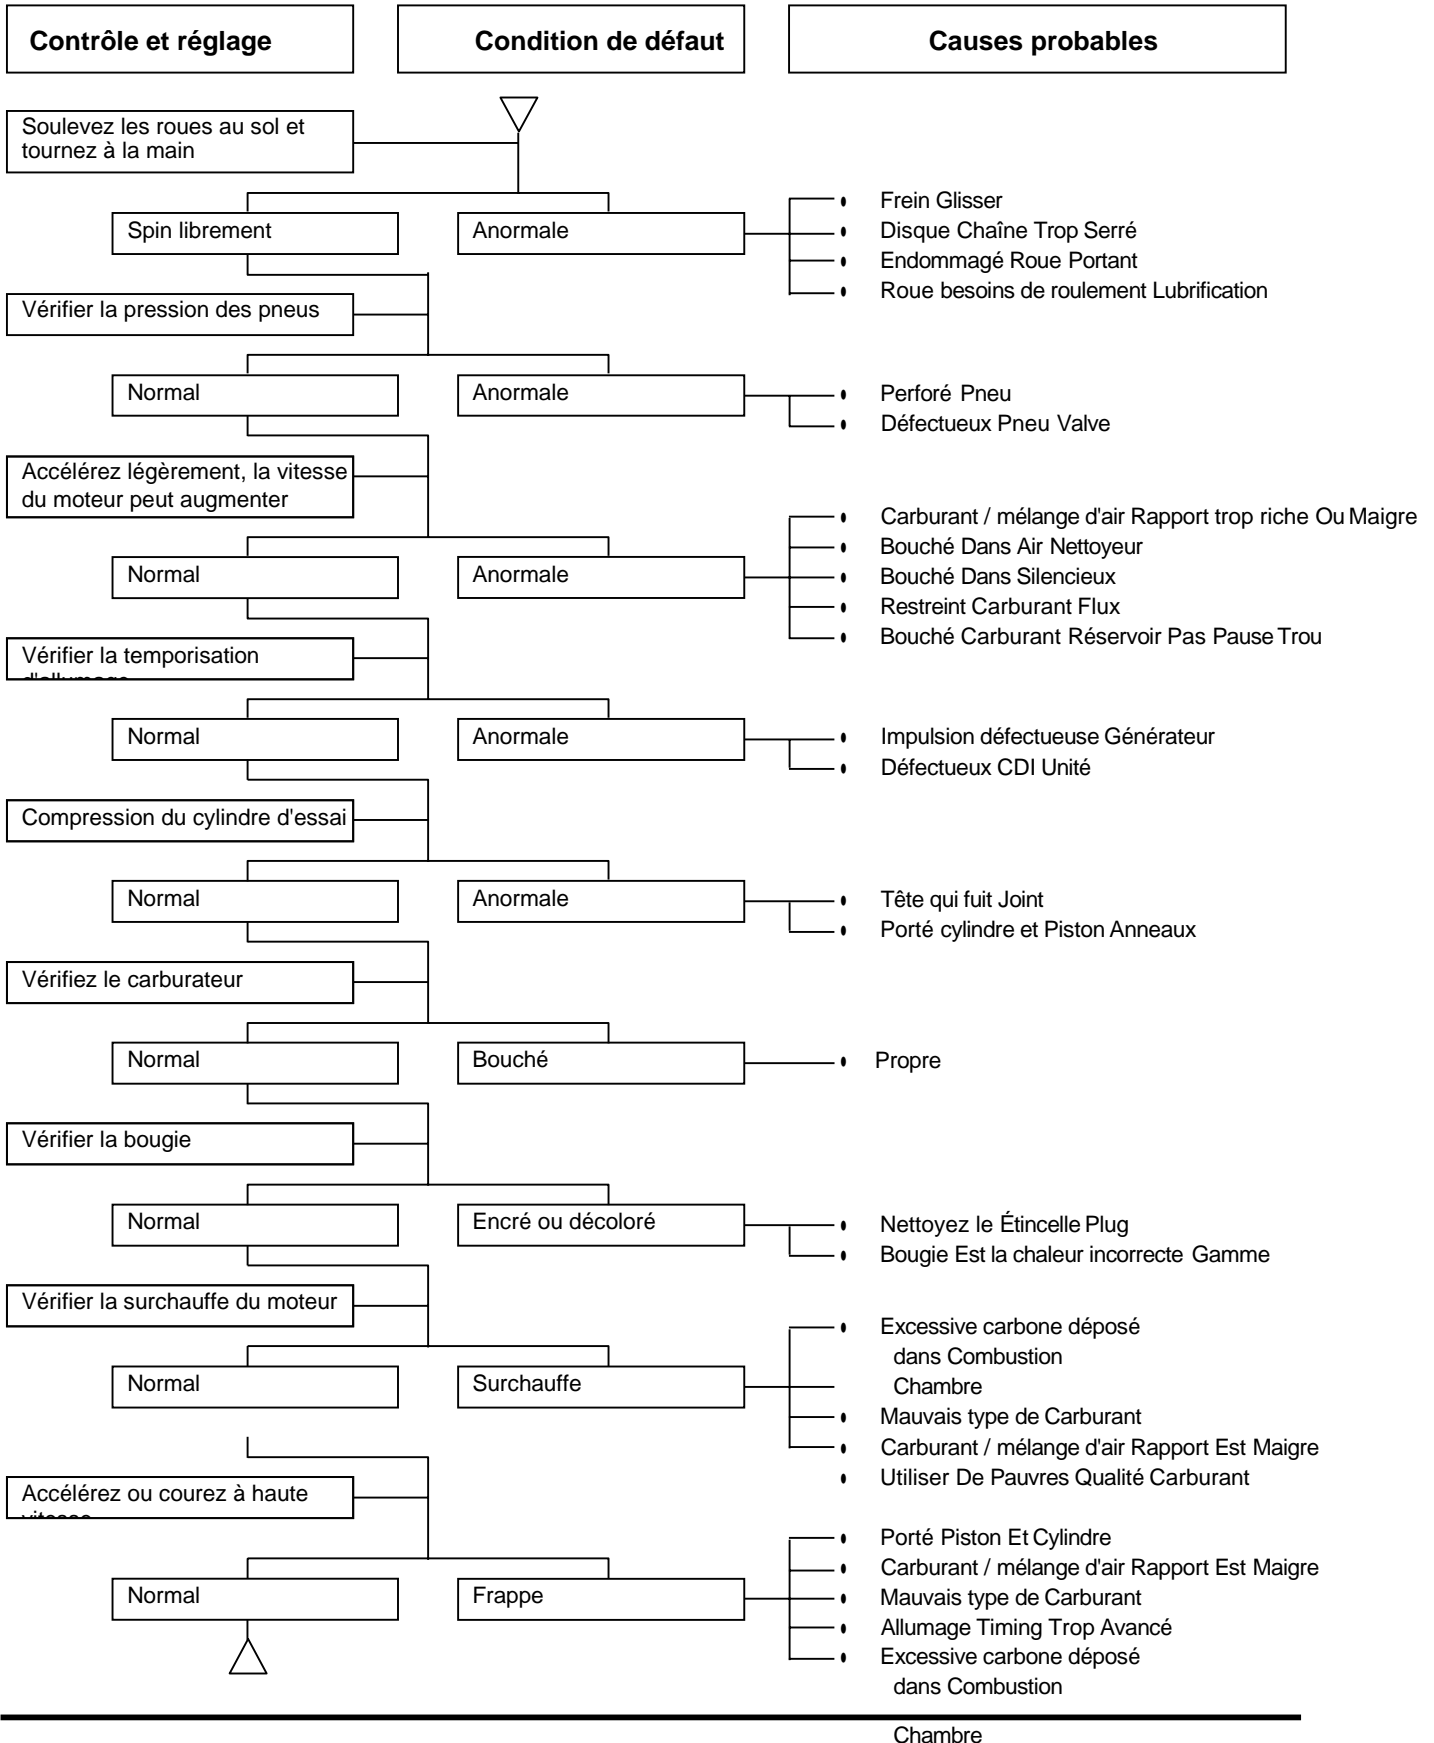 Contrôle et réglage
Condition de défaut
Causes probables
Soulevez les roues au sol et
tournez à la main
Spin librement
Anormale
• Frein Glisser
• Disque Chaîne Trop Serré
• Endommagé Roue Portant
• Roue besoins de roulement Lubrification
Vérifier la pression des pneus
Normal
Anormale
• Perforé Pneu
• Défectueux Pneu Valve
Accélérez légèrement, la vitesse
du moteur peut augmenter
Normal
Anormale
• Carburant / mélange d'air Rapport trop riche Ou Maigre
• Bouché Dans Air Nettoyeur
• Bouché Dans Silencieux
• Restreint Carburant Flux
• Bouché Carburant Réservoir Pas Pause Trou
Vérifier la temporisation
d'allumage
Normal
Anormale
• Impulsion défectueuse Générateur
• Défectueux CDI Unité
Compression du cylindre d'essai
Normal
Anormale
• Tête qui fuit Joint
• Porté cylindre et Piston Anneaux
Vérifiez le carburateur
Normal
Bouché
• Propre
Vérifier la bougie
Normal
Encré ou décoloré
• Nettoyez le Étincelle Plug
• Bougie Est la chaleur incorrecte Gamme
Vérifier la surchauffe du moteur
Normal
Surchauffe
• Excessive carbone déposé
dans Combustion
Chambre
• Mauvais type de Carburant
• Carburant / mélange d'air Rapport Est Maigre
• Utiliser De Pauvres Qualité Carburant
Accélérez ou courez à haute
vitesse
Normal
Frappe
• Porté Piston Et Cylindre
• Carburant / mélange d'air Rapport Est Maigre
• Mauvais type de Carburant
• Allumage Timing Trop Avancé
• Excessive carbone déposé
dans Combustion
Chambre